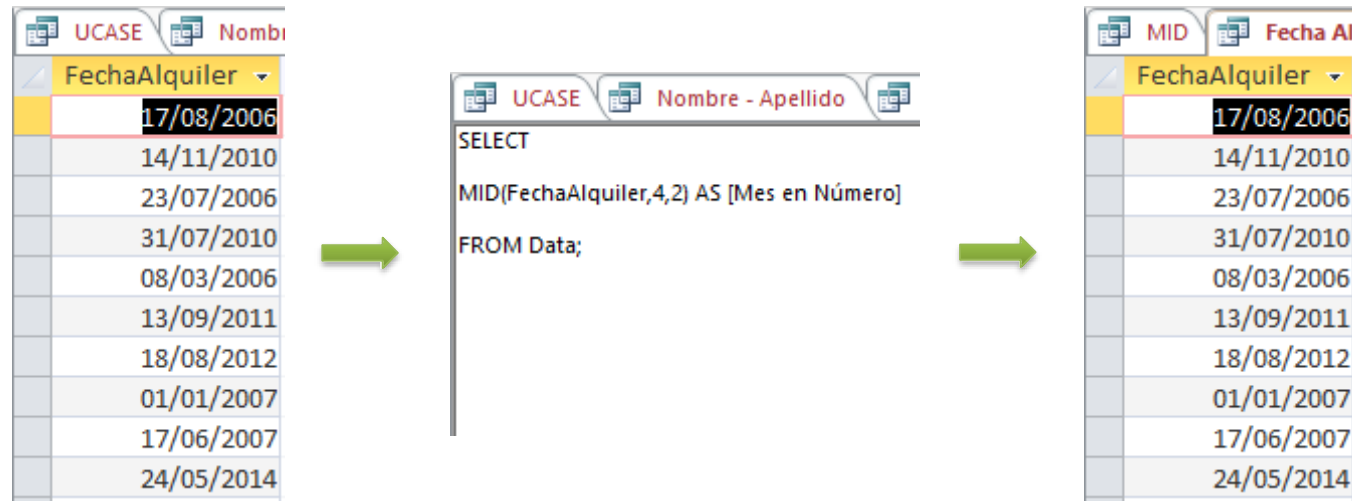 UCASE Nombr
FechaAlquiler
17/08/2006
14/11/2010
23/07/2006
31/07/2010
08/03/2006
13/09/2011
18/08/2012
01/01/2007
17/06/2007
24/05/2014
UCASE Nombre - Apellido
SELECT
MID(FechaAlquiler,4,2) AS [Mes en Número]
FROM Data;
MID Fecha Al
FechaAlquiler
17/08/2006
14/11/2010
23/07/2006
31/07/2010
08/03/2006
13/09/2011
18/08/2012
01/01/2007
17/06/2007
24/05/2014